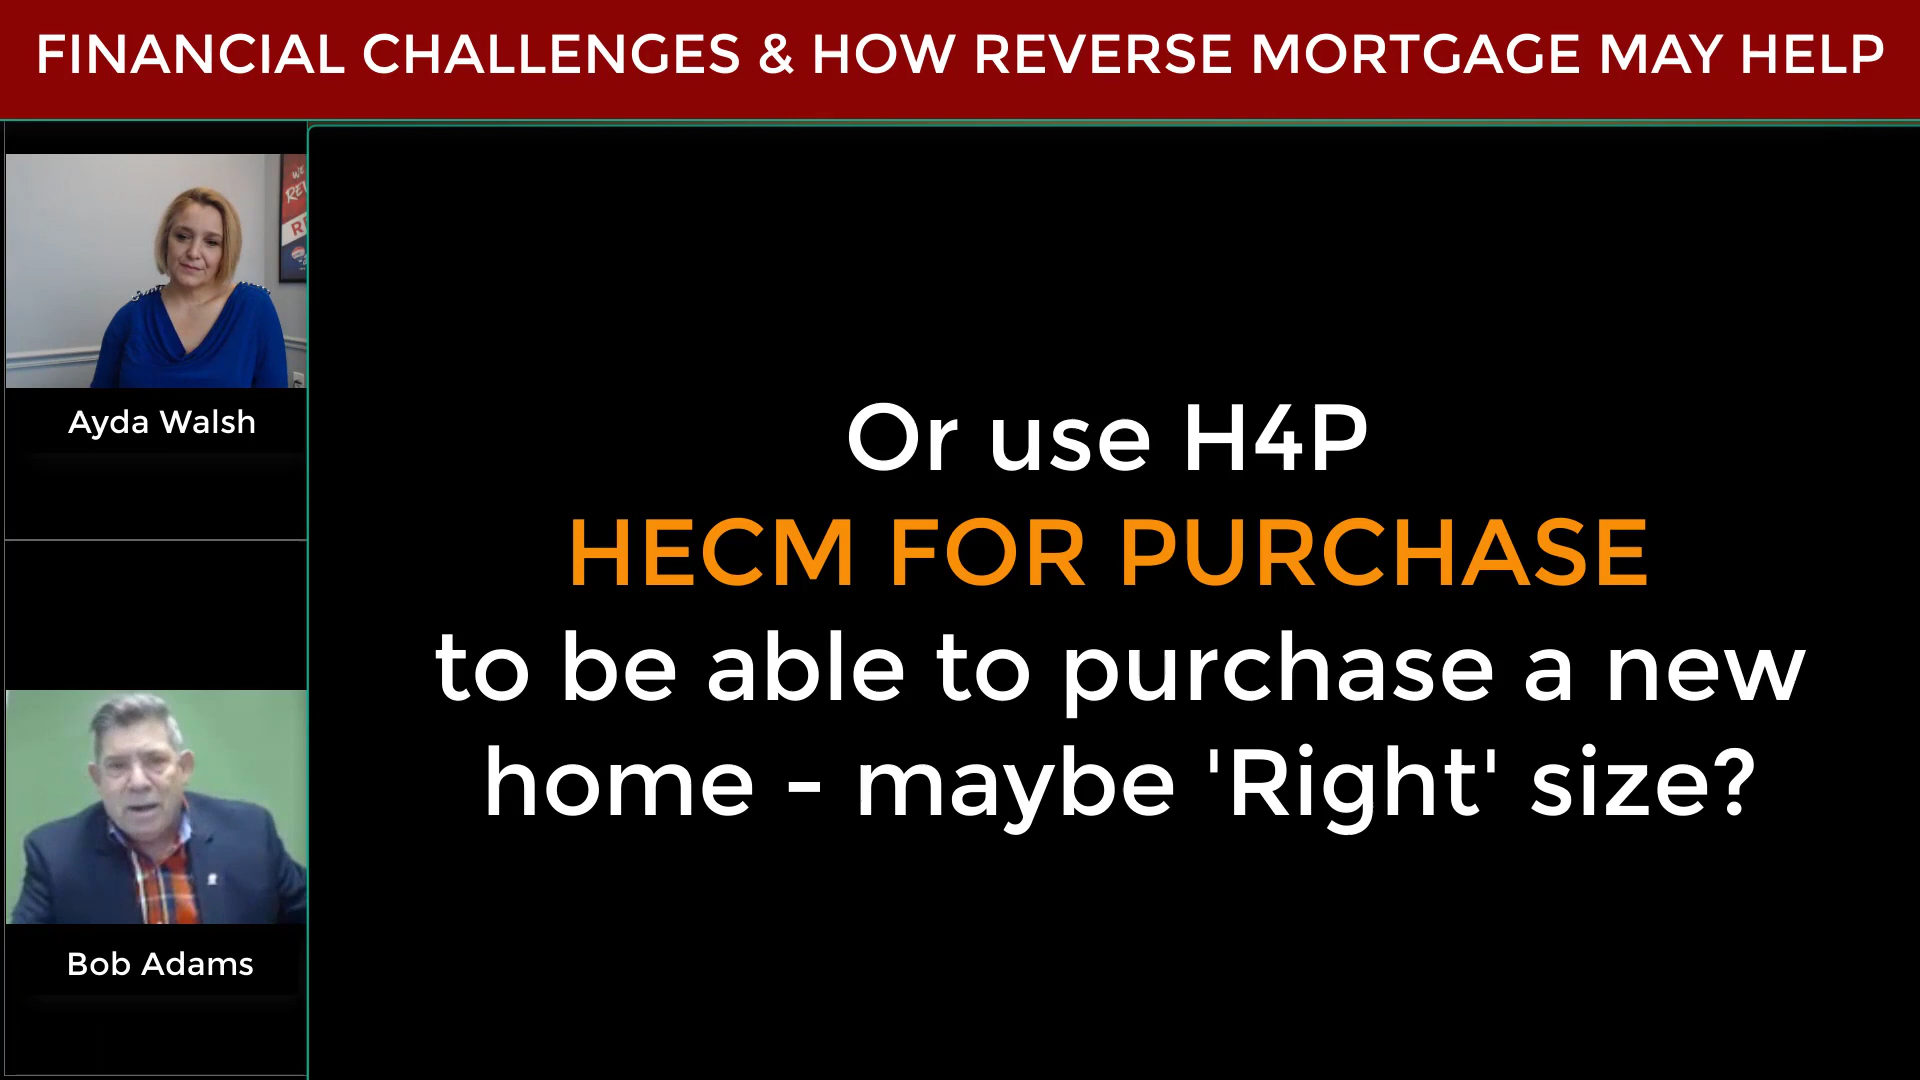 FINANCIAL CHALLENGES & HOW REVERSE MORTGAGE MAY HELP
WE
Ayda Walsh
Or use H4P
HECM FOR PURCHASE
to be able to purchase a new
home - maybe 'Right' size?
Bob Adams